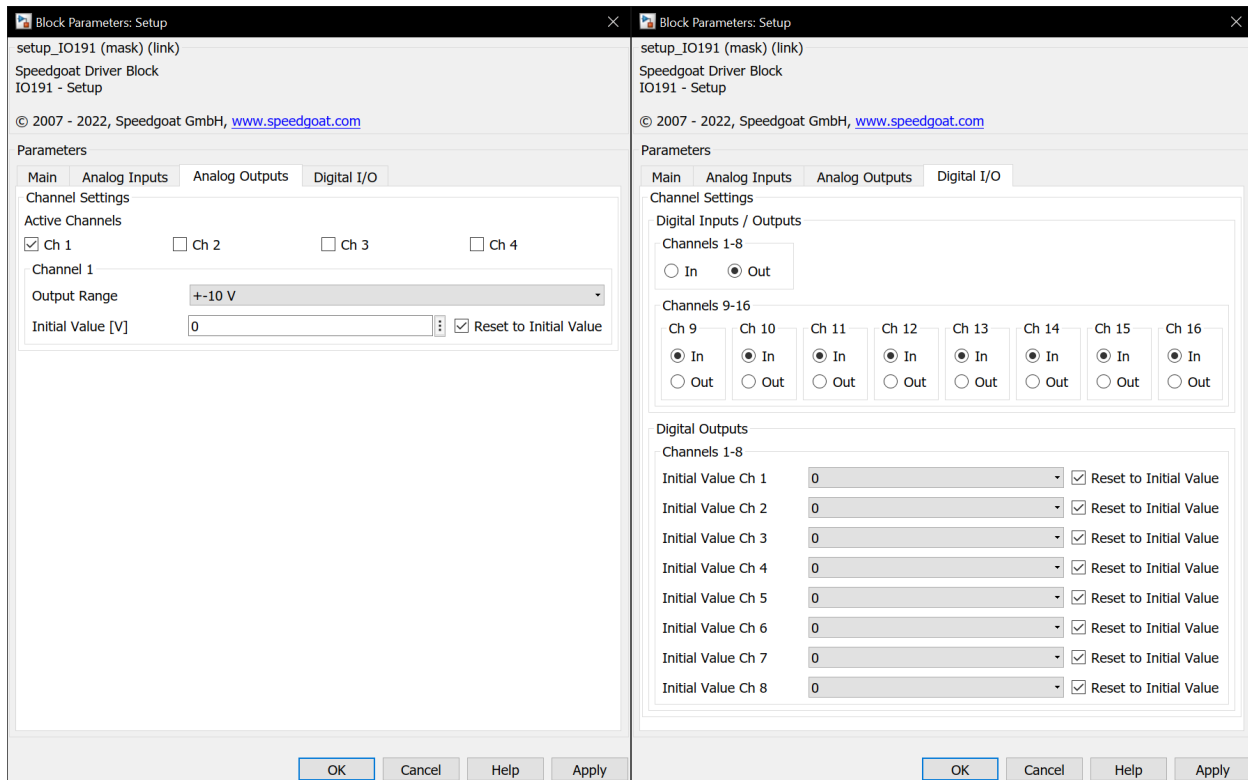 Block Parameters: Setup
setup_IO191 (mask) (link)
Speedgoat Driver Block
IO191 - Setup
© 2007 - 2022, Speedgoat GmbH, www.speedgoat.com
Parameters
Main Analog Inputs Analog Outputs Digital I/O
Channel Settings
Active Channels
Ch 1 Ch 2 Ch 3 Ch 4
Channel 1
Output Range +-10 V
Initial Value [V] 0 Reset to Initial Value
OK Cancel Help Apply
Block Parameters: Setup
setup_IO191 (mask) (link)
Speedgoat Driver Block
IO191 - Setup
© 2007 - 2022, Speedgoat GmbH, www.speedgoat.com
Parameters
Main Analog Inputs Analog Outputs Digital I/O
Channel Settings
Digital Inputs / Outputs
Channels 1-8
In Out
Channels 9-16
Ch 9 Ch 10 Ch 11 Ch 12 Ch 13 Ch 14 Ch 15 Ch 16
In In In In In In In In
Out Out Out Out Out Out Out Out
Digital Outputs
Channels 1-8
Initial Value Ch 1 0 Reset to Initial Value
Initial Value Ch 2 0 Reset to Initial Value
Initial Value Ch 3 0 Reset to Initial Value
Initial Value Ch 4 0 Reset to Initial Value
Initial Value Ch 5 0 Reset to Initial Value
Initial Value Ch 6 0 Reset to Initial Value
Initial Value Ch 7 0 Reset to Initial Value
Initial Value Ch 8 0 Reset to Initial Value
OK Cancel Help Apply